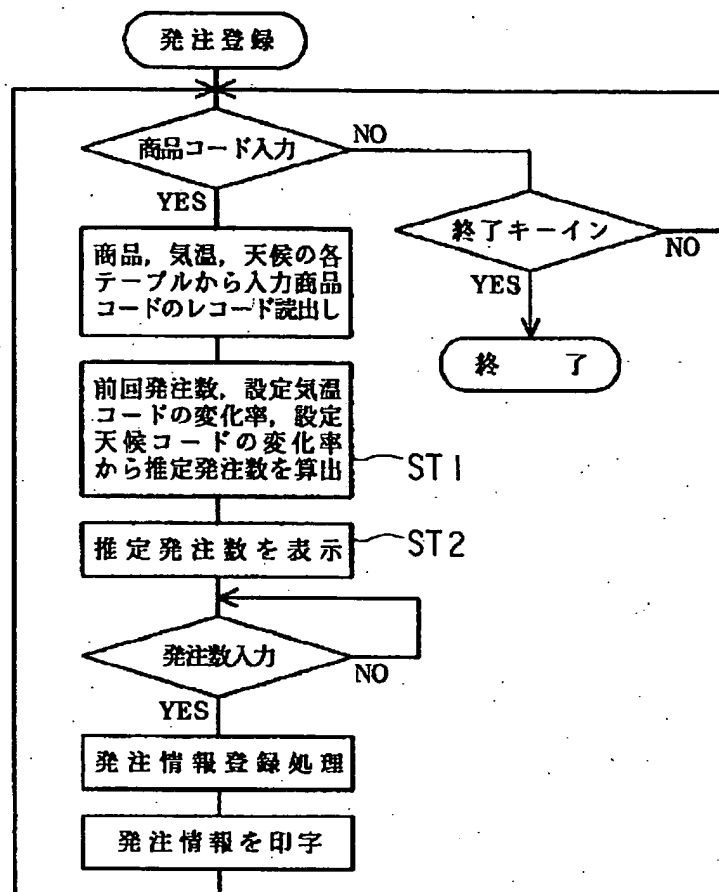 発注登録
商品コード入力
NO
YES
終了キーイン
NO
YES
終 了
商品,気温,天候の各
テーブルから入力商品
コードのレコード読出し
前回発注数,設定気温
コードの変化率,設定
天候コードの変化率
から推定発注数を算出
ST1
推定発注数を表示
ST2
発注数入力
NO
YES
発注情報登録処理
発注情報を印字